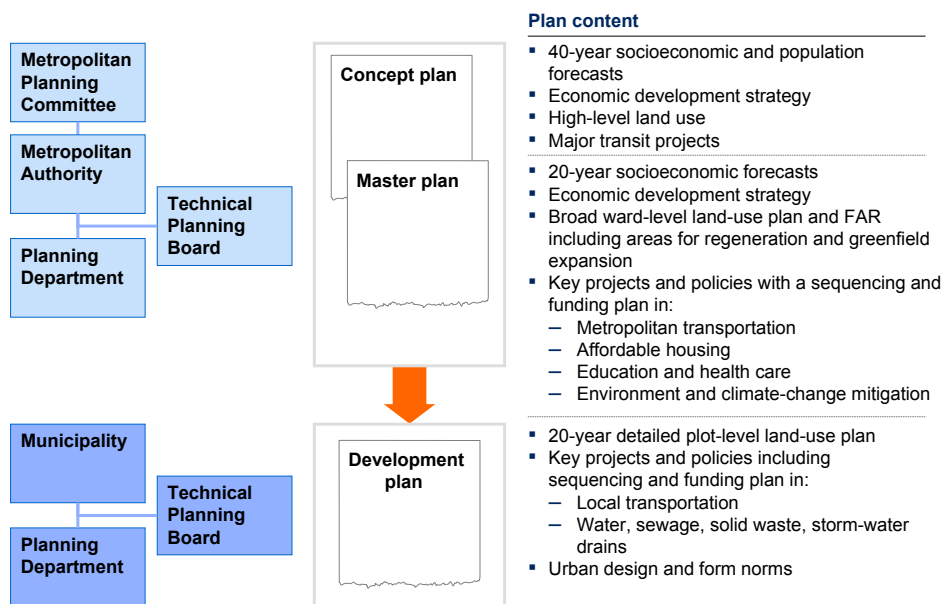 Plan content
Metropolitan
Planning
Committee
Metropolitan
Authority
Technical
Planning
Board
Planning
Department
Concept plan
Master plan
▪ 40-year socioeconomic and population
forecasts
▪ Economic development strategy
▪ High-level land use
▪ Major transit projects
▪ 20-year socioeconomic forecasts
▪ Economic development strategy
▪ Broad ward-level land-use plan and FAR
including areas for regeneration and greenfield
expansion
▪ Key projects and policies with a sequencing and
funding plan in:
– Metropolitan transportation
– Affordable housing
– Education and health care
– Environment and climate-change mitigation
Municipality
Technical
Planning
Board
Planning
Department
Development
plan
▪ 20-year detailed plot-level land-use plan
▪ Key projects and policies including
sequencing and funding plan in:
– Local transportation
– Water, sewage, solid waste, storm-water
drains
▪ Urban design and form norms